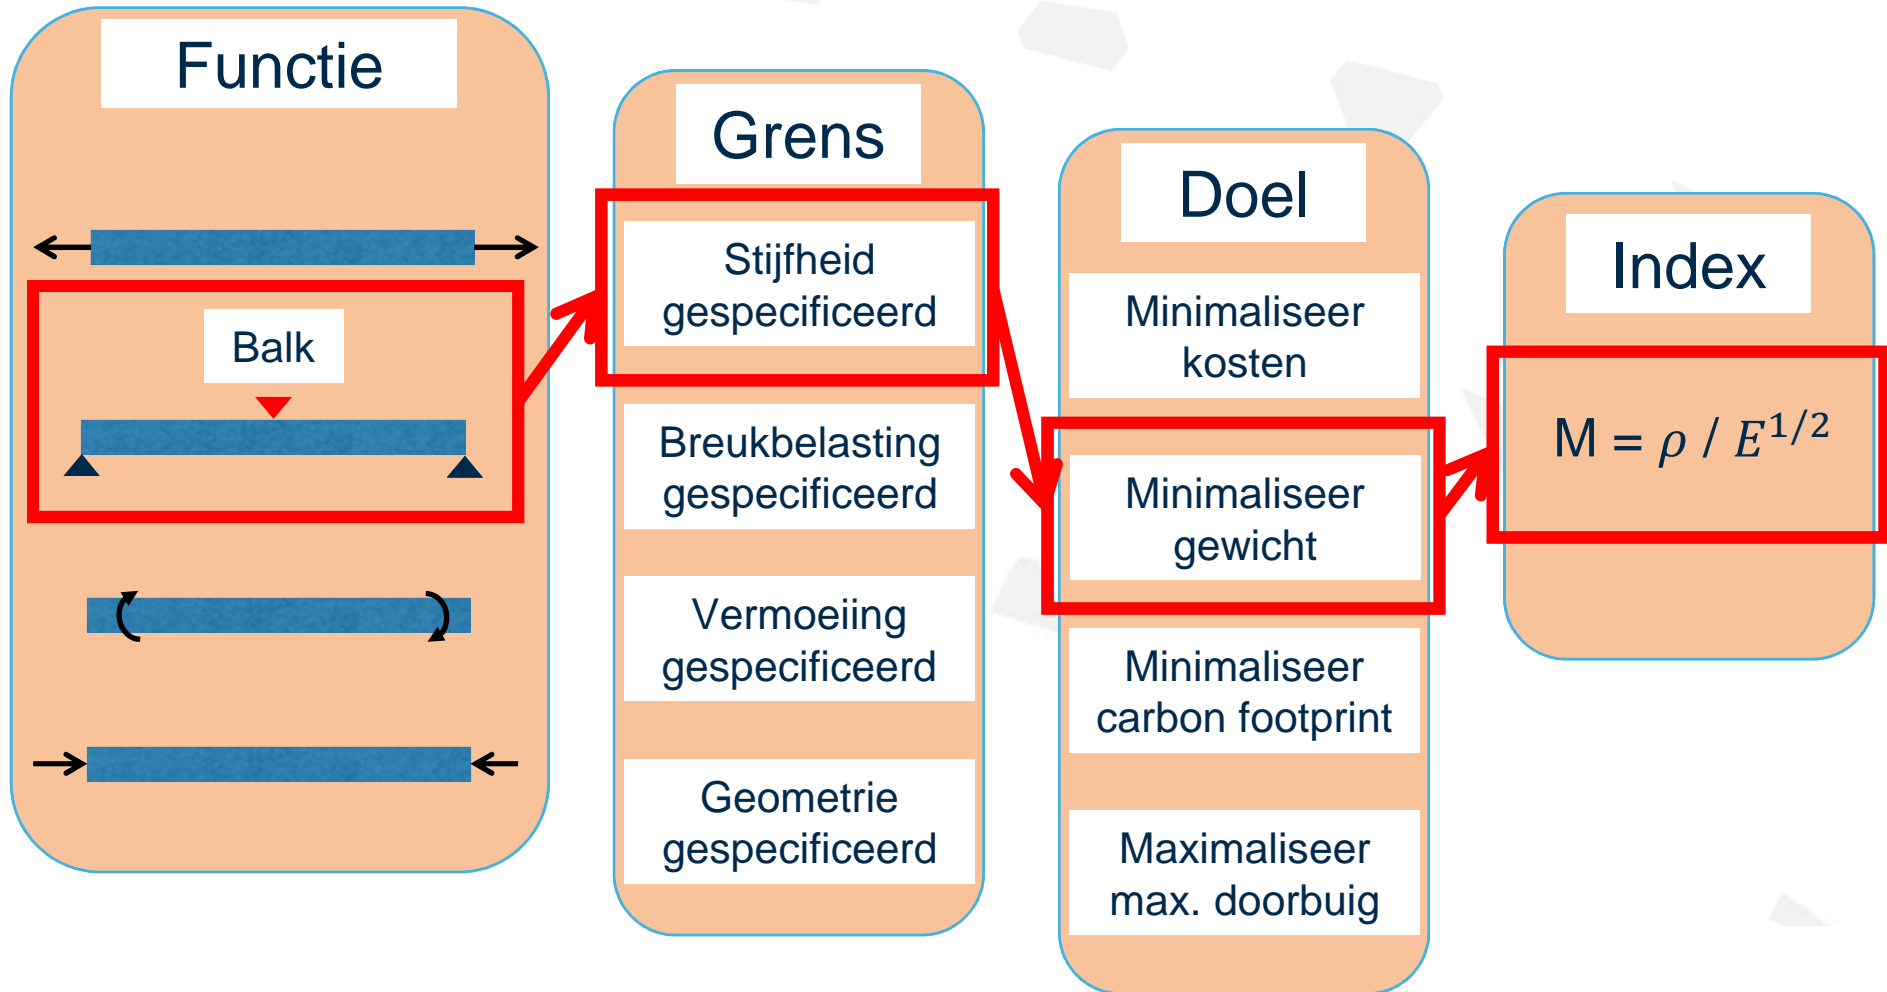 Functie
Balk
Grens
Stijfheid
gespecificeerd
Breukbelasting
gespecificeerd
Vermoeiing
gespecificeerd
Geometrie
gespecificeerd
Doel
Minimaliseer
kosten
Minimaliseer
gewicht
Minimaliseer
carbon footprint
Maximaliseer
max. doorbuig
Index
M = ρ / E^{1/2}